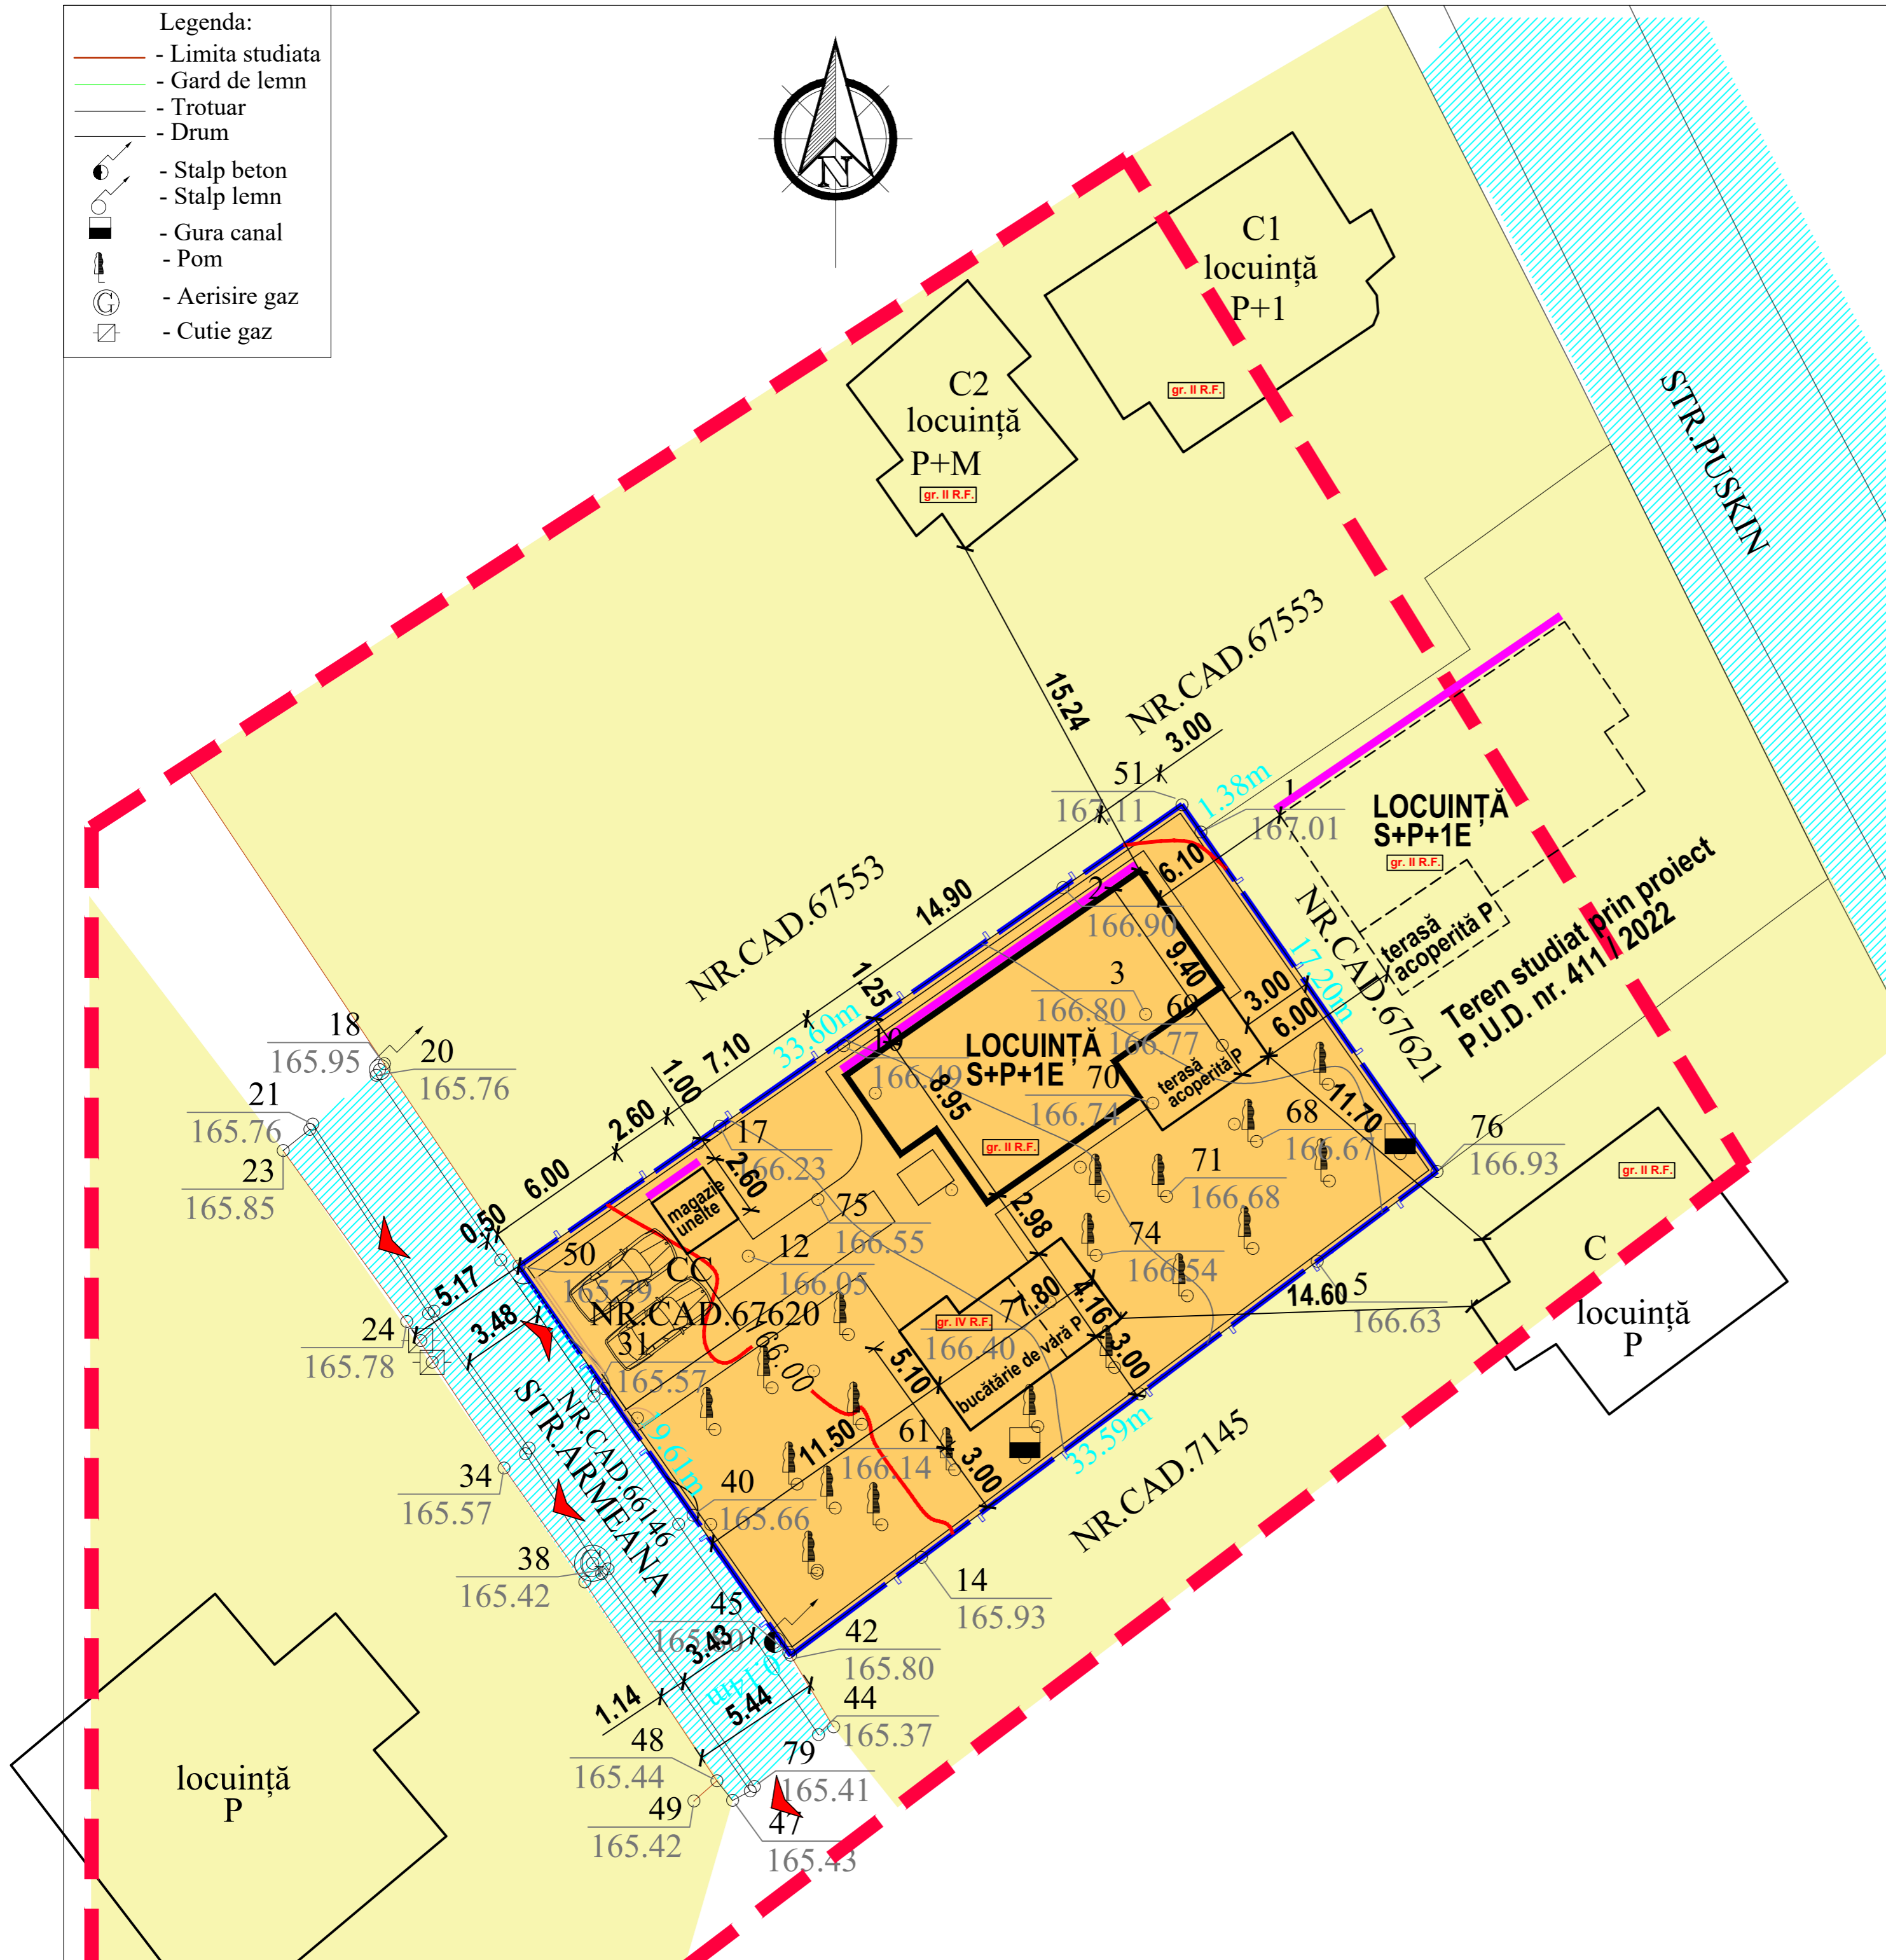 Legenda:
- Limita studiata
- Gard de lemn
- Trotuar
- Drum
- Stalp beton
- Stalp lemn
- Gura canal
- Pom
G - Aerisire gaz
- Cutie gaz
N
C1
locuință
P+1
gr. II R.F.
C2
locuință
P+M
gr. II R.F.
STR.PUSKIN
NR.CAD.67553
15.24
3.00
51
167.11
1.38m
1
167.01
LOCUINȚĂ
S+P+1E
gr. II R.F.
terasă
acoperită P
Teren studiat prin proiect
P.U.D. nr. 411 / 2022
NR.CAD.67621
NR.CAD.67553
14.90
6.10
2
166.90
9.40
3
166.80
69
166.77
3.00
6.00
17.20m
1.25
7.10
33.60m
1.00
2.60
6.00
0.50
10
166.49
LOCUINȚĂ
S+P+1E
8.95
70
166.74
terasă
acoperită P
gr. II R.F.
11.70
68
166.67
76
166.93
71
166.68
gr. II R.F.
C
locuință
P
18
165.95
20
165.76
21
165.76
23
165.85
17
166.23
2.60
magazie
unelte
75
166.55
12
166.05
2.98
74
166.54
50
165.79
CC
NR.CAD.67620
5.17
3.48
31
165.57
166.00
gr. IV R.F.
166.40
7.80
4.16
bucătărie de vară P
5.10
3.00
14.60
5
166.63
24
165.78
STR.ARMEANA
NR.CAD.66146
19.61m
11.50
61
166.14
3.00
33.59m
NR.CAD.7145
34
165.57
40
165.66
38
165.42
G
14
165.93
45
3.43
42
165.80
0.14m
1.14
5.44
44
165.37
48
165.44
79
165.41
49
165.42
47
165.43
locuință
P